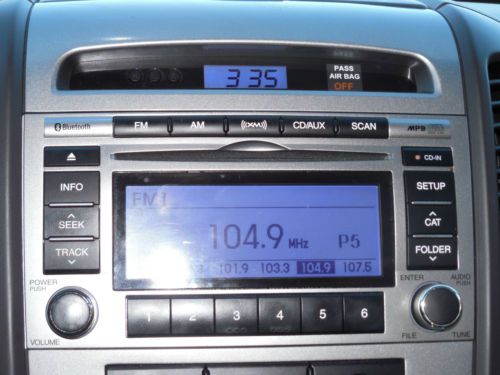 3:35
PASS
AIR BAG
OFF
Bluetooth
FM AM XM CD/AUX SCAN
MP3
CD-IN
INFO
SEEK
TRACK
FM1
104.9 MHz P5
101.9 103.3 104.9 107.5
SETUP
CAT
FOLDER
POWER
PUSH
VOLUME
1 2 3 4 5 6
ENTER
AUDIO
PUSH
FILE
TUNE